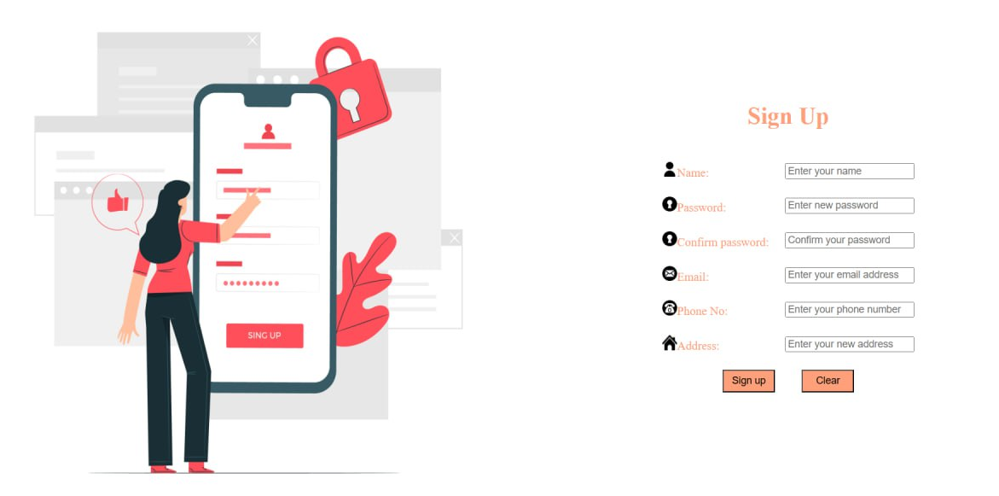 SING UP
Sign Up
Name: Enter your name
Password: Enter new password
Confirm password: Confirm your password
Email: Enter your email address
Phone No: Enter your phone number
Address: Enter your new address
Sign up Clear